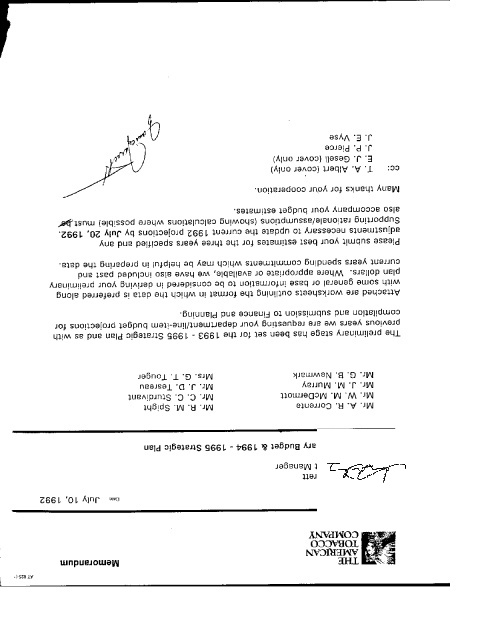 AT 825-1
Memorandum
THE
AMERICAN
TOBACCO
COMPANY
Date July 10, 1992
rett
t Manager
ary Budget & 1994 - 1995 Strategic Plan
Mr. A. R. Corrente
Mr. W. M. McDermott
Mr. J. M. Murray
Mr. G. B. Newmark
Mr. R. M. Spight
Mr. C. C. Sturdivant
Mr. J. D. Tesreau
Mrs. G. T. Touger
The preliminary stage has been set for the 1993 - 1995 Strategic Plan and as with
previous years we are requesting your department/line-item budget projections for
compilation and submission to Finance and Planning.
Attached are worksheets outlining the format in which the data is preferred along
with some general or base information to be considered in deriving your preliminary
plan dollars. Where appropriate or available, we have also included past and
current years spending commitments which may be helpful in preparing the data.
Please submit your best estimates for the three years specified and any
adjustments necessary to update the current 1992 projections by July 20, 1992.
Supporting rationale/assumptions (showing calculations where possible) must be
also accompany your budget estimates.
Many thanks for your cooperation.
cc: T. A. Albert (cover only)
E. J. Gesell (cover only)
J. P. Pierce
J. E. Vyse